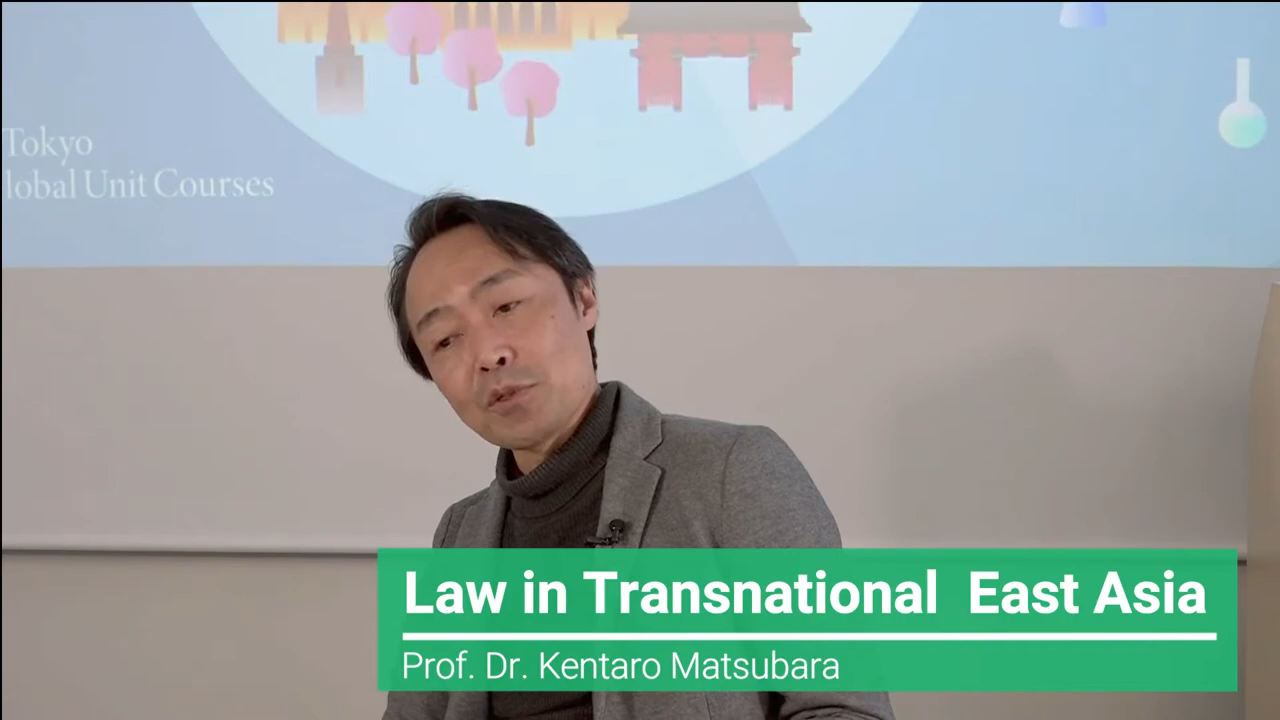 Tokyo
lobal Unit Courses
Law in Transnational  East Asia
Prof. Dr. Kentaro Matsubara